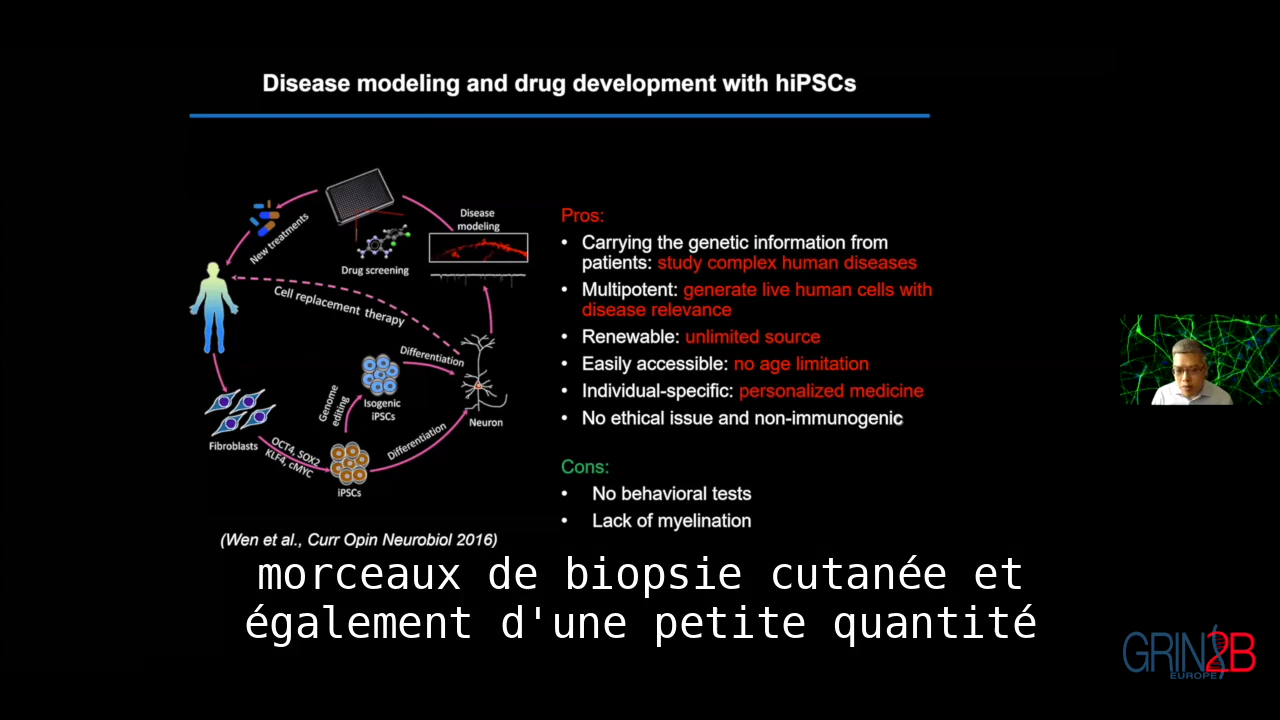 Disease modeling and drug development with hiPSCs
New treatments
Drug screening
Disease
modeling
Cell replacement therapy
Differentiation
Genome
editing
Isogenic
iPSCs
Neuron
Fibroblasts
OCT4, SOX2
KLF4, cMYC
Differentiation
iPSCs
(Wen et al., Curr Opin Neurobiol 2016)
Pros:
• Carrying the genetic information from
patients: study complex human diseases
• Multipotent: generate live human cells with
disease relevance
• Renewable: unlimited source
• Easily accessible: no age limitation
• Individual-specific: personalized medicine
• No ethical issue and non-immunogenic
Cons:
• No behavioral tests
• Lack of myelination
morceaux de biopsie cutanée et
également d'une petite quantité
GRIN2B
EUROPE